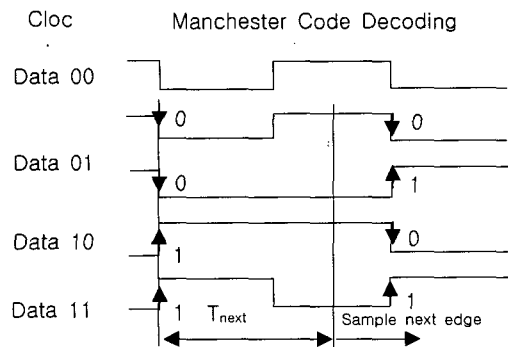 Cloc Manchester Code Decoding
Data 00
0 0
Data 01
0 1
Data 10
1 0
Data 11
1 1
Tnext Sample next edge